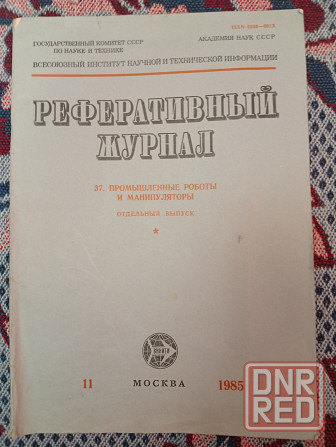 ГОСУДАРСТВЕННЫЙ КОМИТЕТ СССР
ПО НАУКЕ И ТЕХНИКЕ
АКАДЕМИЯ НАУК СССР
ВСЕСОЮЗНЫЙ ИНСТИТУТ НАУЧНОЙ И ТЕХНИЧЕСКОЙ ИНФОРМАЦИИ
РЕФЕРАТИВНЫЙ
ЖУРНАЛ
37. ПРОМЫШЛЕННЫЕ РОБОТЫ
И МАНИПУЛЯТОРЫ
ОТДЕЛЬНЫЙ ВЫПУСК
*
ВИНИТИ
11 МОСКВА 1985
DNR
RED